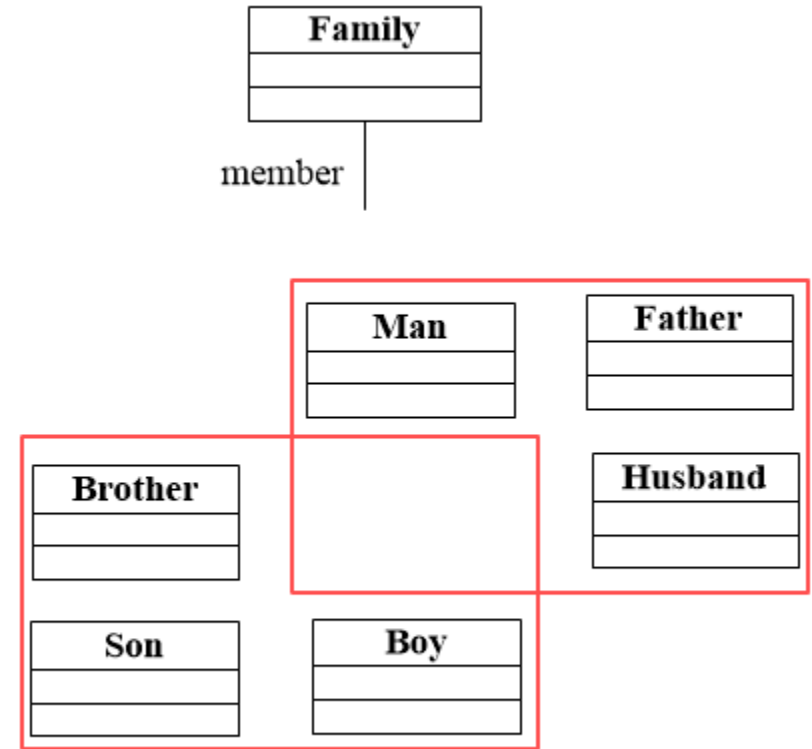 Family
member
Man
Father
Brother
Husband
Son
Boy